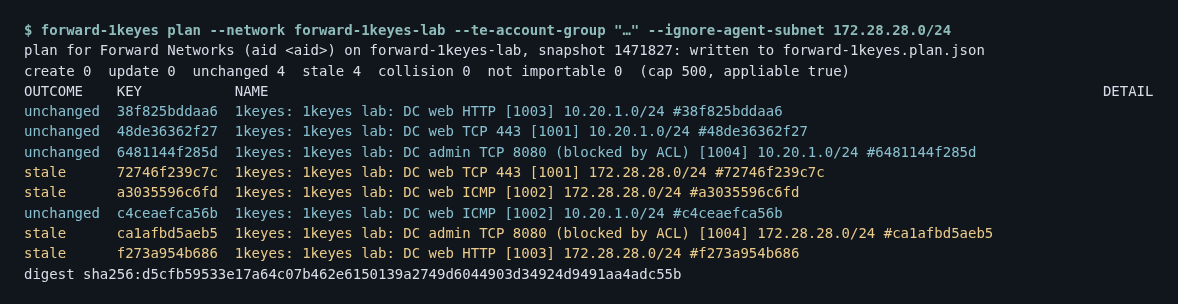 $ forward-1keyes plan --network forward-1keyes-lab --te-account-group "…" --ignore-agent-subnet 172.28.28.0/24
plan for Forward Networks (aid <aid>) on forward-1keyes-lab, snapshot 1471827: written to forward-1keyes.plan.json
create 0  update 0  unchanged 4  stale 4  collision 0  not importable 0  (cap 500, appliable true)
OUTCOME    KEY           NAME                                                                                                   DETAIL
unchanged  38f825bddaa6  1keyes: 1keyes lab: DC web HTTP [1003] 10.20.1.0/24 #38f825bddaa6
unchanged  48de36362f27  1keyes: 1keyes lab: DC web TCP 443 [1001] 10.20.1.0/24 #48de36362f27
unchanged  6481144f285d  1keyes: 1keyes lab: DC admin TCP 8080 (blocked by ACL) [1004] 10.20.1.0/24 #6481144f285d
stale      72746f239c7c  1keyes: 1keyes lab: DC web TCP 443 [1001] 172.28.28.0/24 #72746f239c7c
stale      a3035596c6fd  1keyes: 1keyes lab: DC web ICMP [1002] 172.28.28.0/24 #a3035596c6fd
unchanged  c4ceaefca56b  1keyes: 1keyes lab: DC web ICMP [1002] 10.20.1.0/24 #c4ceaefca56b
stale      ca1afbd5aeb5  1keyes: 1keyes lab: DC admin TCP 8080 (blocked by ACL) [1004] 172.28.28.0/24 #ca1afbd5aeb5
stale      f273a954b686  1keyes: 1keyes lab: DC web HTTP [1003] 172.28.28.0/24 #f273a954b686
digest sha256:d5cfb59533e17a64c07b462e6150139a2749d6044903d34924d9491aa4adc55b